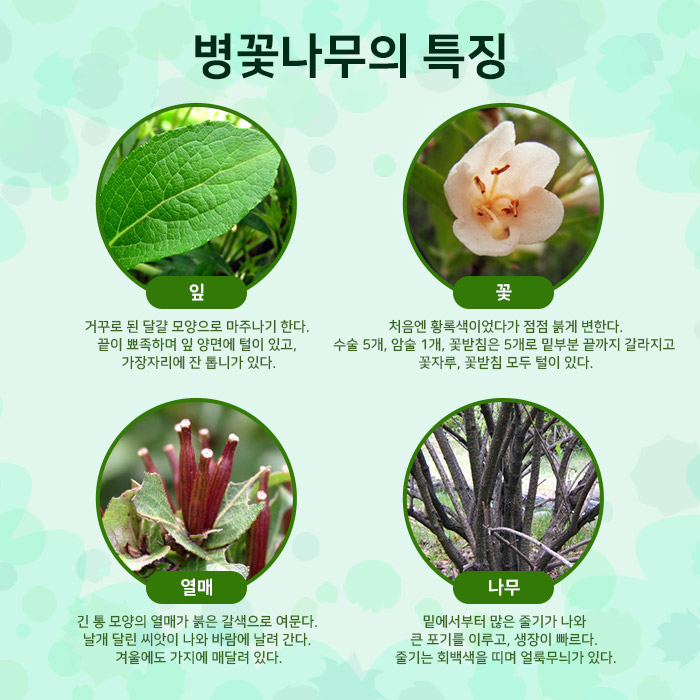 병꽃나무의 특징
잎
거꾸로 된 달걀 모양으로 마주나기 한다.
끝이 뾰족하며 잎 양면에 털이 있고,
가장자리에 잔 톱니가 있다.
꽃
처음엔 황록색이었다가 점점 붉게 변한다.
수술 5개, 암술 1개, 꽃받침은 5개로 밑부분 끝까지 갈라지고
꽃자루, 꽃받침 모두 털이 있다.
열매
긴 통 모양의 열매가 붉은 갈색으로 여문다.
날개 달린 씨앗이 나와 바람에 날려 간다.
겨울에도 가지에 매달려 있다.
나무
밑에서부터 많은 줄기가 나와
큰 포기를 이루고, 생장이 빠르다.
줄기는 회백색을 띠며 얼룩무늬가 있다.